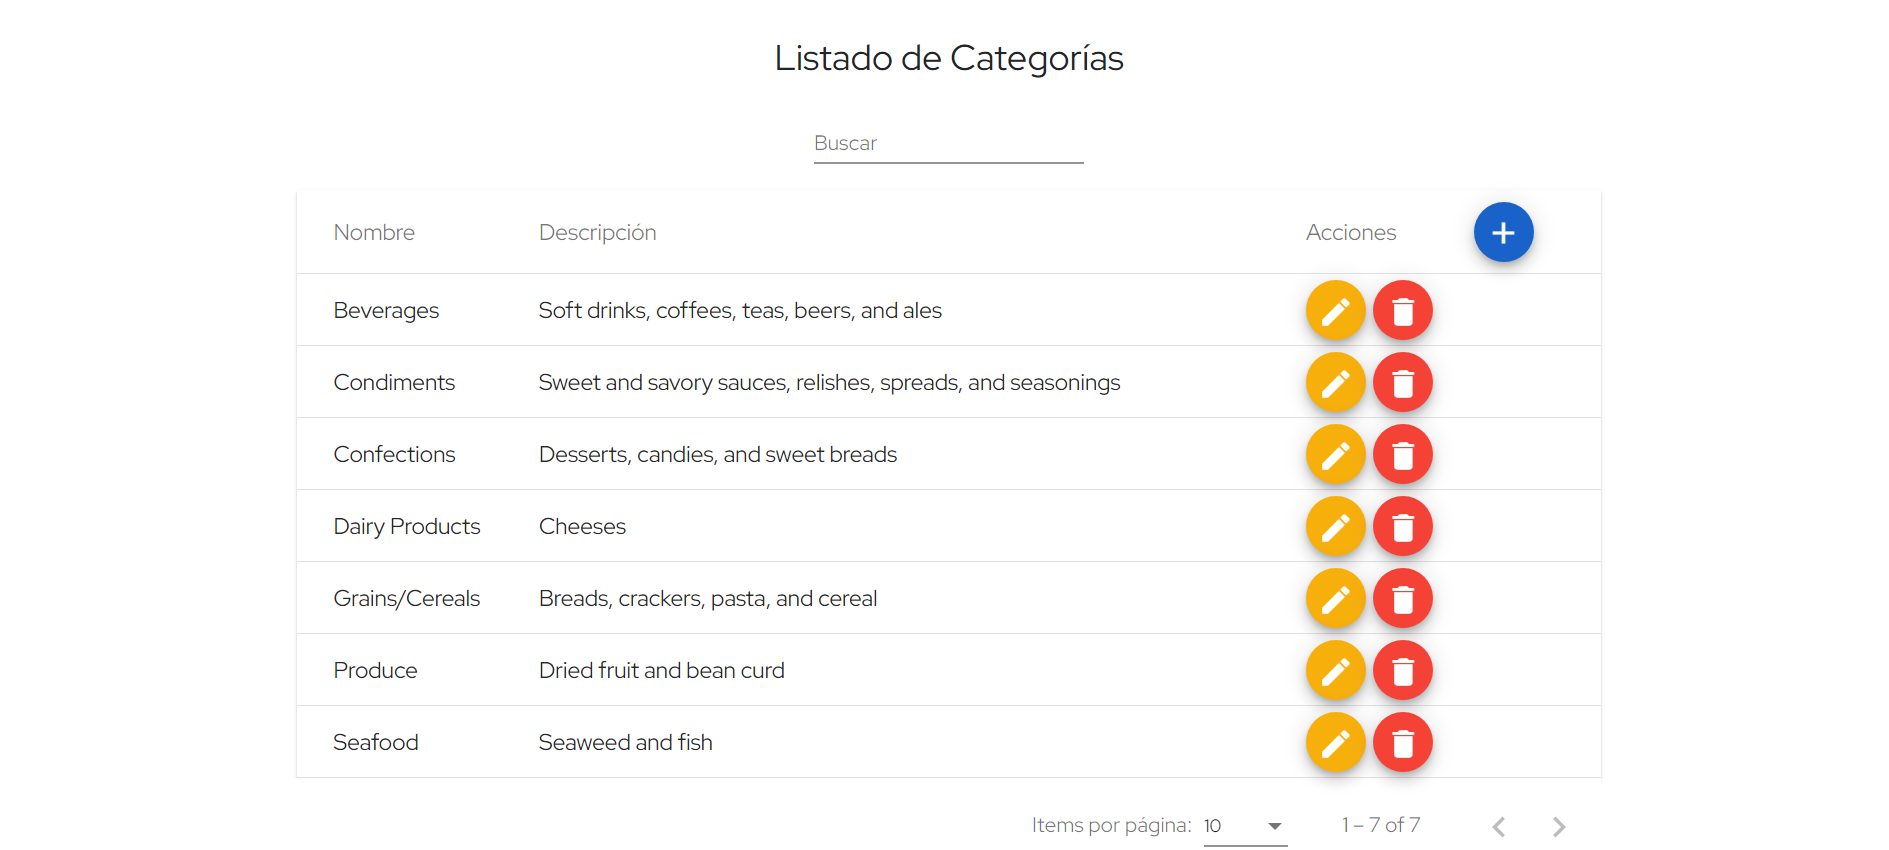 Listado de Categorías
Buscar
Nombre Descripción Acciones
Beverages Soft drinks, coffees, teas, beers, and ales
Condiments Sweet and savory sauces, relishes, spreads, and seasonings
Confections Desserts, candies, and sweet breads
Dairy Products Cheeses
Grains/Cereals Breads, crackers, pasta, and cereal
Produce Dried fruit and bean curd
Seafood Seaweed and fish
Items por página: 10 1 – 7 of 7